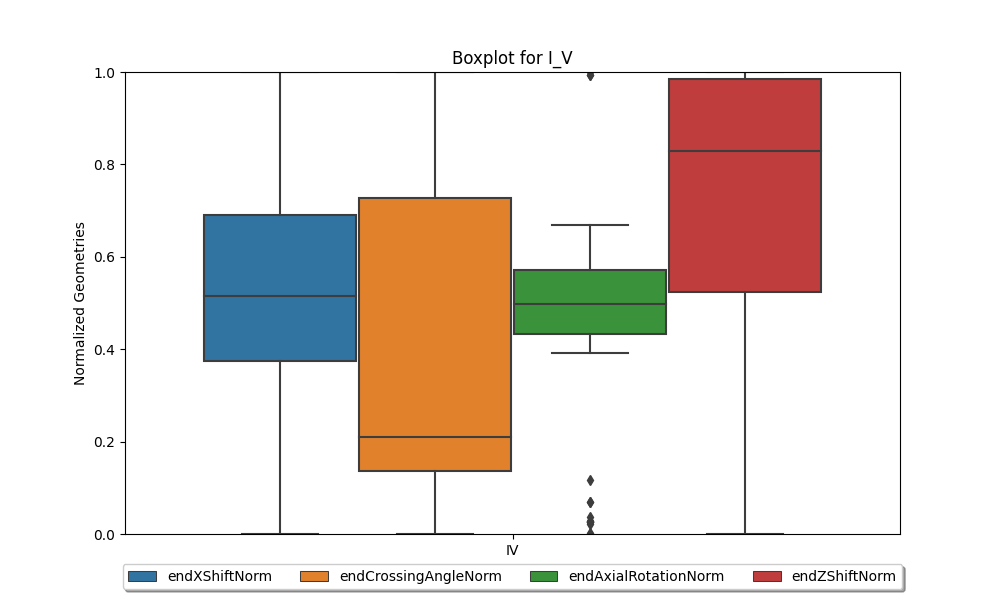 Boxplot for I_V
Normalized Geometries
1.0
0.8
0.6
0.4
0.2
0.0
IV
endXShiftNorm endCrossingAngleNorm endAxialRotationNorm endZShiftNorm